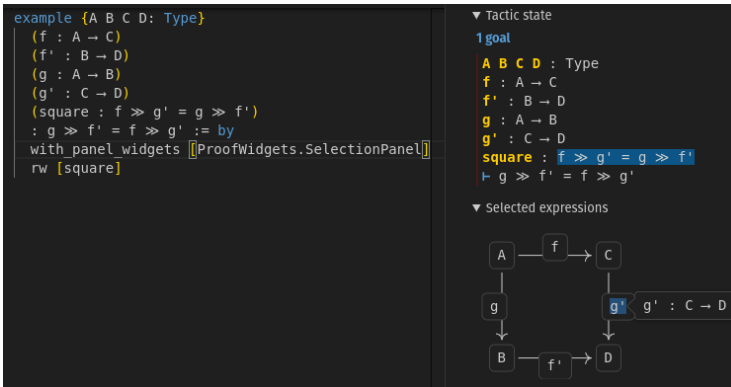 example {A B C D: Type}
(f : A → C)
(f' : B → D)
(g : A → B)
(g' : C → D)
(square : f ≫ g' = g ≫ f')
: g ≫ f' = f ≫ g' := by
with_panel_widgets [ProofWidgets.SelectionPanel]
rw [square]
▼ Tactic state
1 goal
A B C D : Type
f : A → C
f' : B → D
g : A → B
g' : C → D
square : f ≫ g' = g ≫ f'
⊢ g ≫ f' = f ≫ g'
▼ Selected expressions
A f C
g g' g' : C → D
B f' D